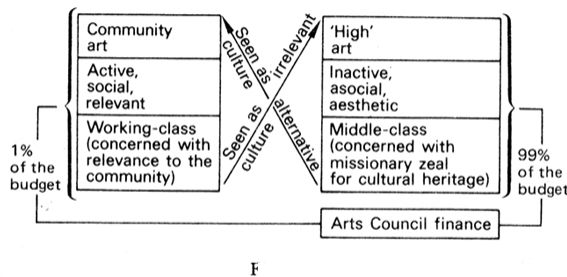 Community
art
Active,
social,
relevant
Working-class
(concerned with
relevance to the
community)
1%
of the
budget
Seen as
culture
alternative
Seen as
culture
irrelevant
'High'
art
Inactive,
asocial,
aesthetic
Middle-class
(concerned with
missionary zeal
for cultural heritage)
99%
of the
budget
Arts Council finance